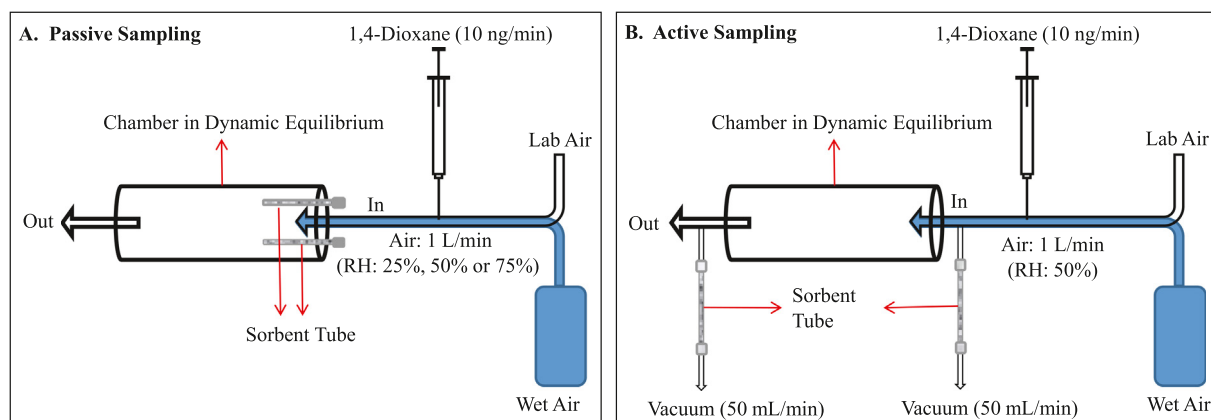 A. Passive Sampling
1,4-Dioxane (10 ng/min)
Chamber in Dynamic Equilibrium
Lab Air
Out
In
Air: 1 L/min
(RH: 25%, 50% or 75%)
Sorbent Tube
Wet Air
B. Active Sampling
1,4-Dioxane (10 ng/min)
Chamber in Dynamic Equilibrium
Lab Air
Out
In
Air: 1 L/min
(RH: 50%)
Sorbent
Tube
Vacuum (50 mL/min)
Vacuum (50 mL/min)
Wet Air